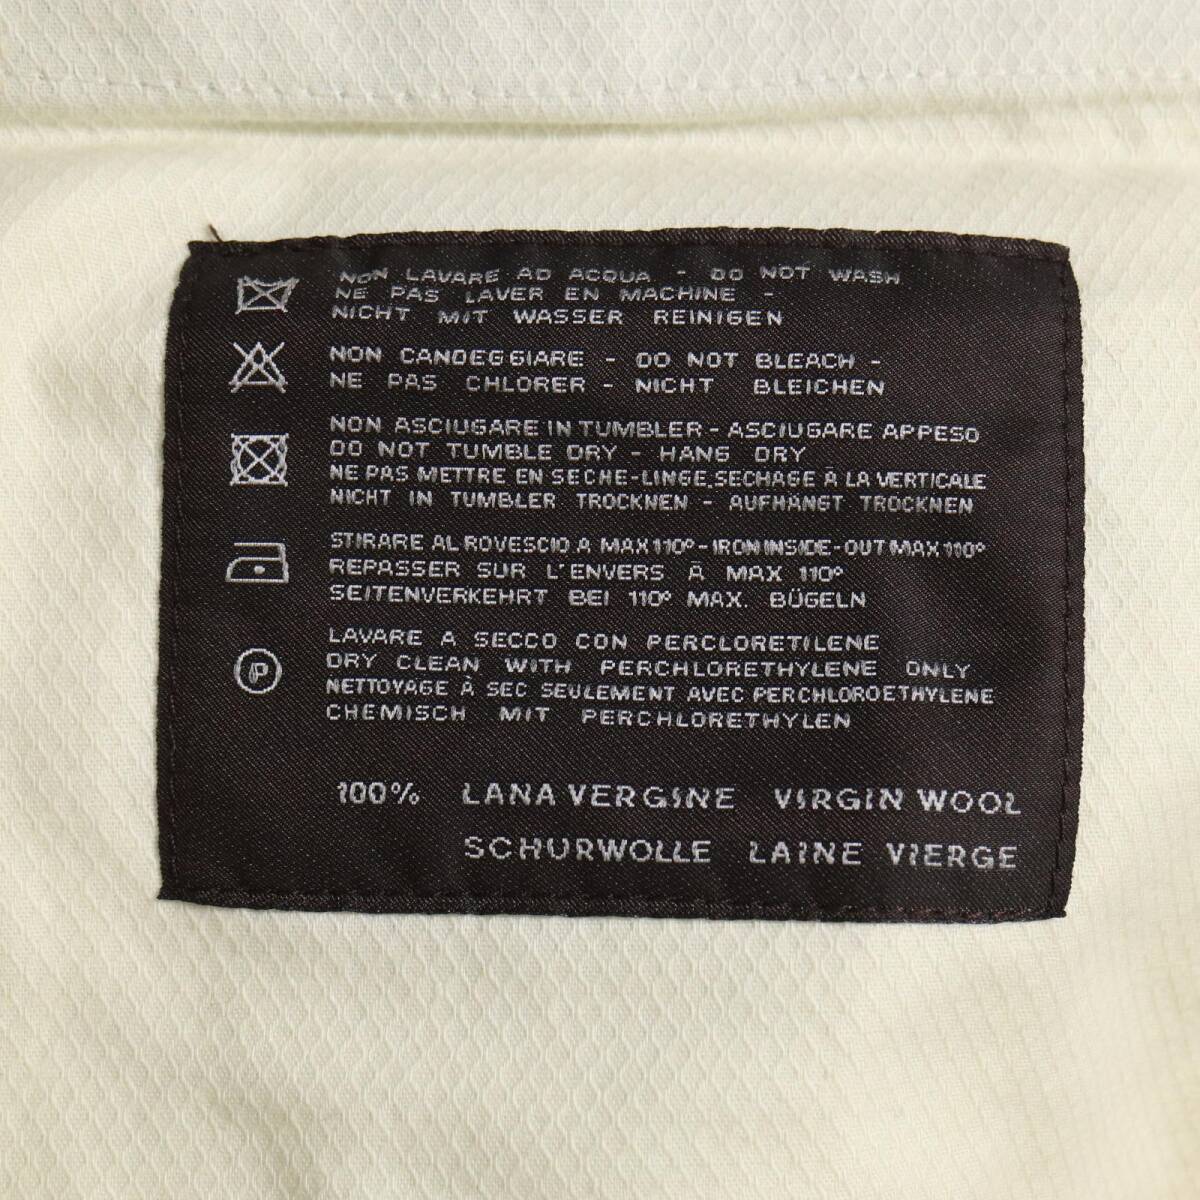 NON LAVARE AD ACQUA - DO NOT WASH
NE PAS LAVER EN MACHINE -
NICHT MIT WASSER REINIGEN
NON CANDEGGIARE - DO NOT BLEACH -
NE PAS CHLORER - NICHT BLEICHEN
NON ASCIUGARE IN TUMBLER - ASCIUGARE APPESO
DO NOT TUMBLE DRY - HANG DRY
NE PAS METTRE EN SECHE-LINGE, SECHAGE À LA VERTICALE
NICHT IN TUMBLER TROCKNEN - AUFHÄNGT TROCKNEN
STIRARE AL ROVESCIO A MAX 110° - IRON INSIDE-OUT MAX 110°
REPASSER SUR L'ENVERS À MAX 110°
SEITENVERKEHRT BEI 110° MAX. BÜGELN
P LAVARE A SECCO CON PERCLORETILENE
DRY CLEAN WITH PERCHLORETHYLENE ONLY
NETTOYAGE À SEC SEULEMENT AVEC PERCHLOROETHYLENE
CHEMISCH MIT PERCHLORETHYLEN
100% LANA VERGINE VIRGIN WOOL
SCHURWOLLE LAINE VIERGE